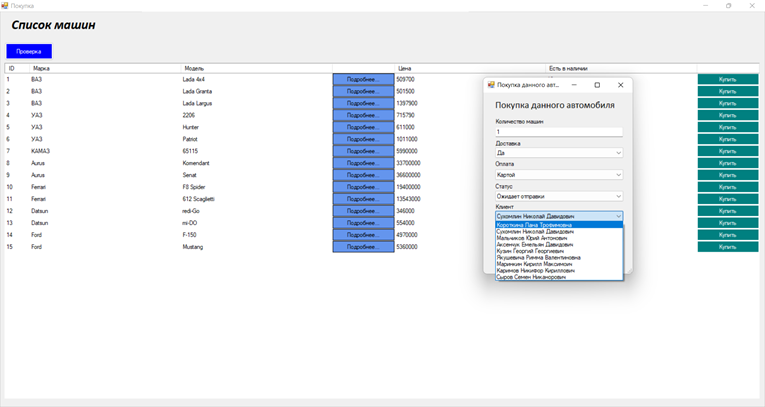 Покупка
Список машин
Проверка
ID Марка Модель Цена Есть в наличии
1 ВАЗ Lada 4x4 Подробнее... 509700 Купить
2 ВАЗ Lada Granta Подробнее... 501500 Купить
3 ВАЗ Lada Largus Подробнее... 1397900 Купить
4 УАЗ 2206 Подробнее... 715790 Купить
5 УАЗ Hunter Подробнее... 611000 Купить
6 УАЗ Patriot Подробнее... 1011000 Купить
7 КАМАЗ 65115 Подробнее... 5990000 Купить
8 Aurus Komendant Подробнее... 33700000 Купить
9 Aurus Senat Подробнее... 36600000 Купить
10 Ferrari F8 Spider Подробнее... 19400000 Купить
11 Ferrari 612 Scaglietti Подробнее... 13543000 Купить
12 Datsun redi-Go Подробнее... 346000 Купить
13 Datsun mi-DO Подробнее... 554000 Купить
14 Ford F-150 Подробнее... 4970000 Купить
15 Ford Mustang Подробнее... 5360000 Купить
Покупка данного авт...
Покупка данного автомобиля
Количество машин
1
Доставка
Да
Оплата
Картой
Статус
Ожидает отправки
Клиент
Сухомлин Николай Давидович
Короткина Лана Трофимовна
Сухомлин Николай Давидович
Мальчиков Юрий Антонович
Аксенчук Емельян Давидович
Кузин Георгий Георгиевич
Якушевича Римма Валентиновна
Маринкин Кирилл Максимоич
Каримов Никифор Кириллович
Сыров Семен Никанорович